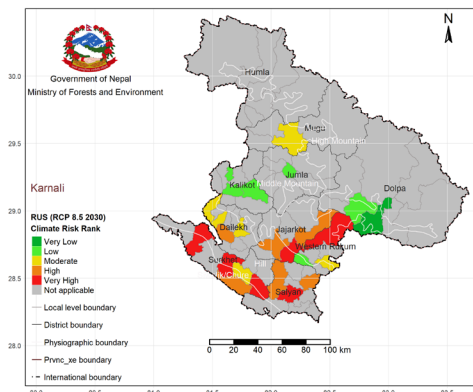 N
Government of Nepal
Ministry of Forests and Environment
Humla
Mugu
High Mountain
Karnali
Jumla
Kalikot
Middle Mountain
Dolpa
RUS (RCP 8.5 2030)
Climate Risk Rank
Very Low
Low
Moderate
High
Very High
Not applicable
Local level boundary
District boundary
Physiographic boundary
Prvnc_xe boundary
International boundary
Dailekh
Jajarkot
Western Rukum
Surkhet
Hill
Salyan
30.0
29.5
29.0
28.5
28.0
0 20 40 60 80 100 km